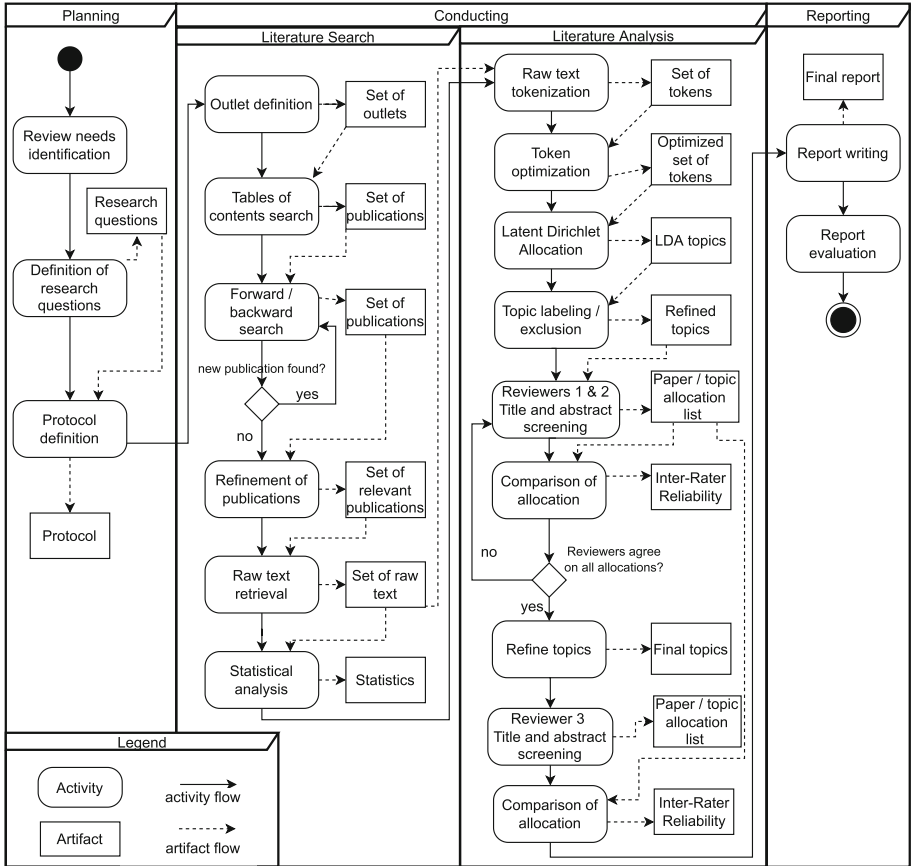 Planning
Conducting
Reporting
Literature Search
Literature Analysis
Review needs
identification
Research
questions
Definition of
research
questions
Protocol
definition
Protocol
Outlet definition
Set of
outlets
Tables of
contents search
Set of
publications
Forward /
backward
search
Set of
publications
new publication found?
yes
no
Refinement of
publications
Set of
relevant
publications
Raw text
retrieval
Set of raw
text
Statistical
analysis
Statistics
Raw text
tokenization
Set of
tokens
Token
optimization
Optimized
set of
tokens
Latent Dirichlet
Allocation
LDA topics
Topic labeling /
exclusion
Refined
topics
Reviewers 1 & 2
Title and abstract
screening
Paper / topic
allocation
list
Comparison of
allocation
Inter-Rater
Reliability
no
Reviewers agree
on all allocations?
yes
Refine topics
Final topics
Reviewer 3
Title and abstract
screening
Paper / topic
allocation
list
Comparison of
allocation
Inter-Rater
Reliability
Final report
Report writing
Report
evaluation
Legend
Activity
activity flow
Artifact
artifact flow